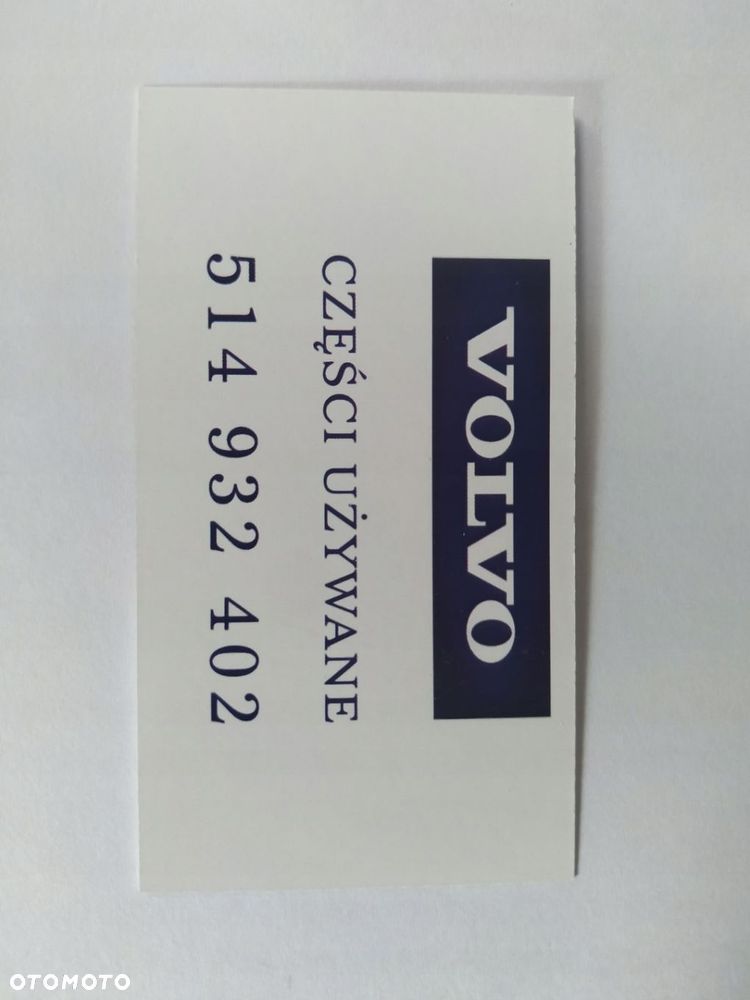 VOLVO
CZĘŚCI UŻYWANE
514 932 402
OTOMOTO